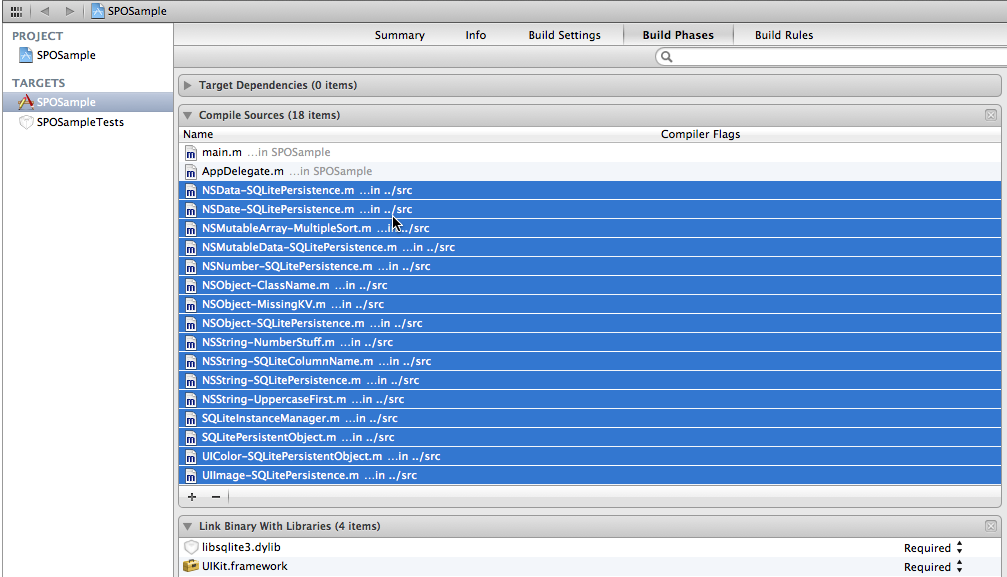 SPOSample
PROJECT
SPOSample
TARGETS
SPOSample
SPOSampleTests
Summary Info Build Settings Build Phases Build Rules
Target Dependencies (0 items)
Compile Sources (18 items)
Name Compiler Flags
main.m ...in SPOSample
AppDelegate.m ...in SPOSample
NSData-SQLitePersistence.m ...in ../src
NSDate-SQLitePersistence.m ...in ../src
NSMutableArray-MultipleSort.m ...in ../src
NSMutableData-SQLitePersistence.m ...in ../src
NSNumber-SQLitePersistence.m ...in ../src
NSObject-ClassName.m ...in ../src
NSObject-MissingKV.m ...in ../src
NSObject-SQLitePersistence.m ...in ../src
NSString-NumberStuff.m ...in ../src
NSString-SQLiteColumnName.m ...in ../src
NSString-SQLitePersistence.m ...in ../src
NSString-UppercaseFirst.m ...in ../src
SQLiteInstanceManager.m ...in ../src
SQLitePersistentObject.m ...in ../src
UIColor-SQLitePersistentObject.m ...in ../src
UIImage-SQLitePersistence.m ...in ../src
Link Binary With Libraries (4 items)
libsqlite3.dylib Required
UIKit.framework Required